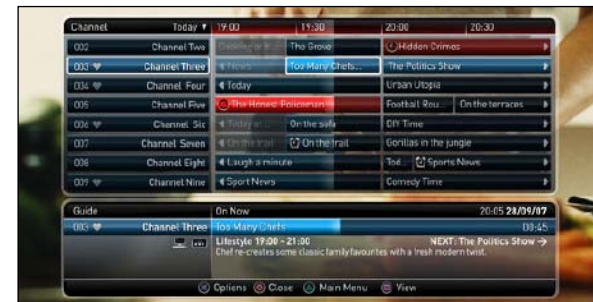 Channel Today ▼ 19:00 19:30 20:00 20:30
002 Channel Two The Grove Hidden Crimes
003 Channel Three News Too Many Chefs... The Politics Show
004 Channel Four Today Urban Utopia
005 Channel Five The Honest Policeman Football Rou... On the terraces
006 Channel Six Today at... On the sofa DIY Time
007 Channel Seven On the trail On the trail Gorillas in the jungle
008 Channel Eight Laugh a minute Tod... Sports News
009 Channel Nine Sport News Comedy Time
Guide On Now 20:05 28/09/07
003 Channel Three Too Many Chefs 00:45
Lifestyle 19:00 - 21:00 NEXT: The Politics Show →
Chef re-creates some classic family favourites with a fresh modern twist.
Options Close Main Menu View